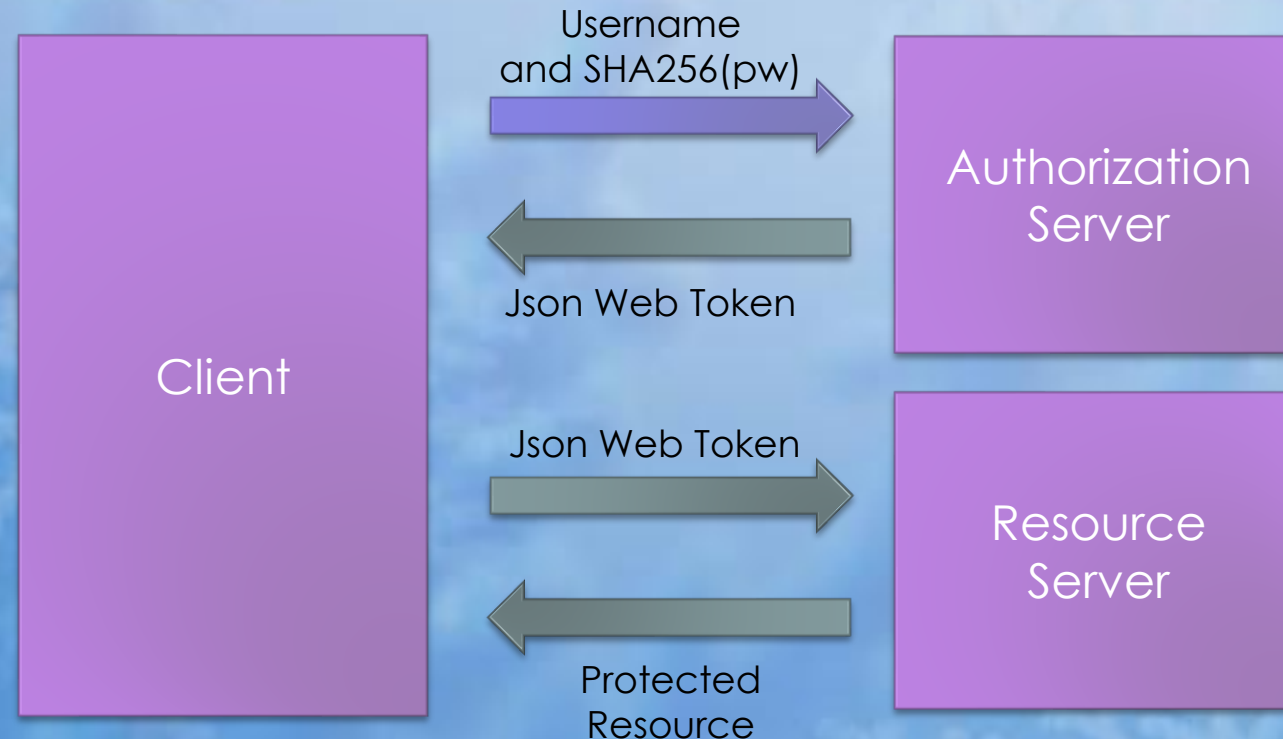 Username
and SHA256(pw)
Authorization
Server
Json Web Token
Client
Json Web Token
Resource
Server
Protected
Resource